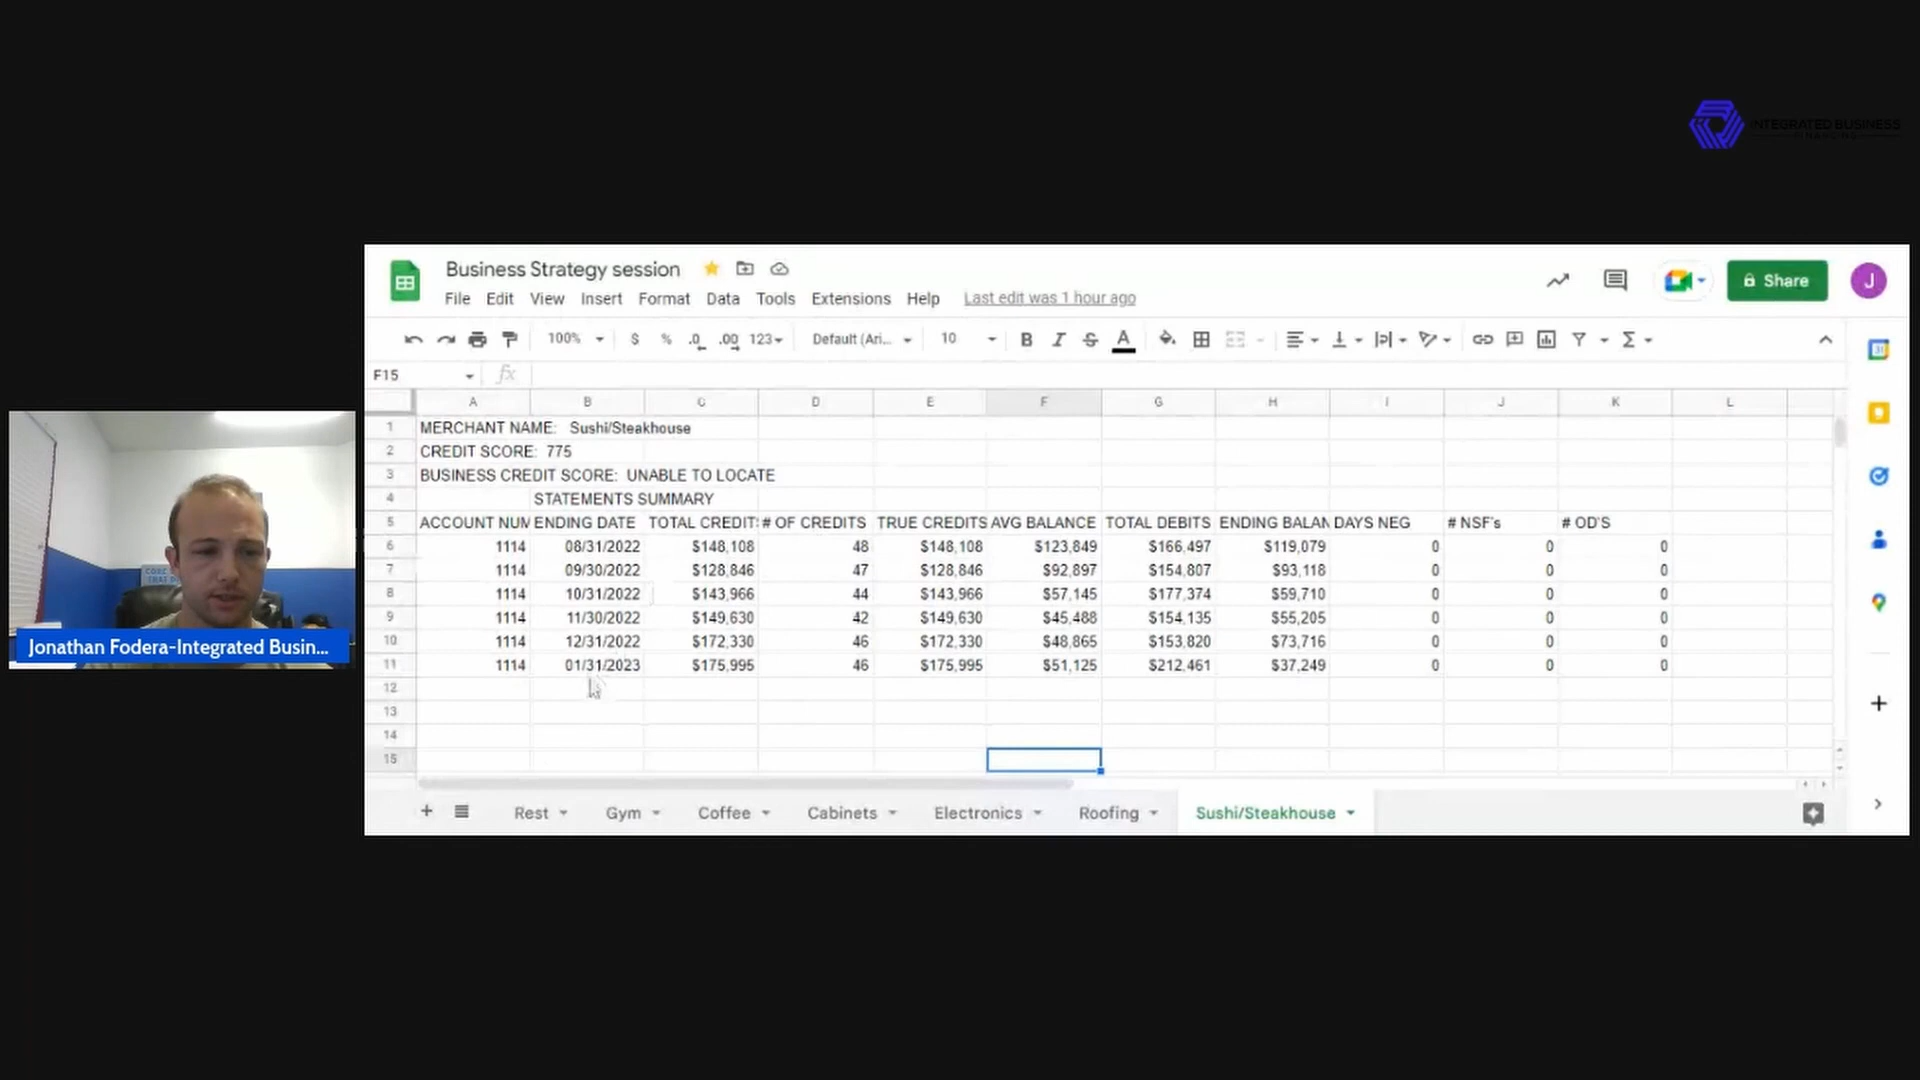 INTEGRATED BUSINESS
Business Strategy session
File Edit View Insert Format Data Tools Extensions Help Last edit was 1 hour ago
Share
J
100% $ % .0 .00 123 Default (Ari... 10 B I S A
31
F15 fx
A B C D E F G H I J K L
1 MERCHANT NAME: Sushi/Steakhouse
2 CREDIT SCORE: 775
3 BUSINESS CREDIT SCORE: UNABLE TO LOCATE
4 STATEMENTS SUMMARY
5 ACCOUNT NUM ENDING DATE TOTAL CREDIT # OF CREDITS TRUE CREDITS AVG BALANCE TOTAL DEBITS ENDING BALAN DAYS NEG # NSF's # OD'S
6 1114 08/31/2022 $148,108 48 $148,108 $123,849 $166,497 $119,079 0 0 0
7 1114 09/30/2022 $128,846 47 $128,846 $92,897 $154,807 $93,118 0 0 0
8 1114 10/31/2022 $143,966 44 $143,966 $57,145 $177,374 $59,710 0 0 0
9 1114 11/30/2022 $149,630 42 $149,630 $45,488 $154,135 $55,205 0 0 0
10 1114 12/31/2022 $172,330 46 $172,330 $48,865 $153,820 $73,716 0 0 0
11 1114 01/31/2023 $175,995 46 $175,995 $51,125 $212,461 $37,249 0 0 0
12
13
14
15
Jonathan Fodera-Integrated Busin...
Rest Gym Coffee Cabinets Electronics Roofing Sushi/Steakhouse